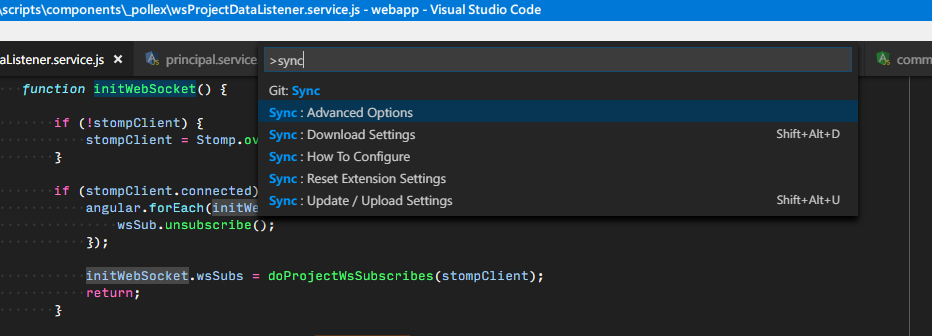 \scripts\components\_pollex\wsProjectDataListener.service.js - webapp - Visual Studio Code
aListener.service.js × principal.service comm
>sync
Git: Sync
Sync : Advanced Options
Sync : Download Settings Shift+Alt+D
Sync : How To Configure
Sync : Reset Extension Settings
Sync : Update / Upload Settings Shift+Alt+U
function initWebSocket() {
if (!stompClient) {
stompClient = Stomp.ov
}
if (stompClient.connected)
angular.forEach(initWe
wsSub.unsubscribe();
});
initWebSocket.wsSubs = doProjectWsSubscribes(stompClient);
return;
}